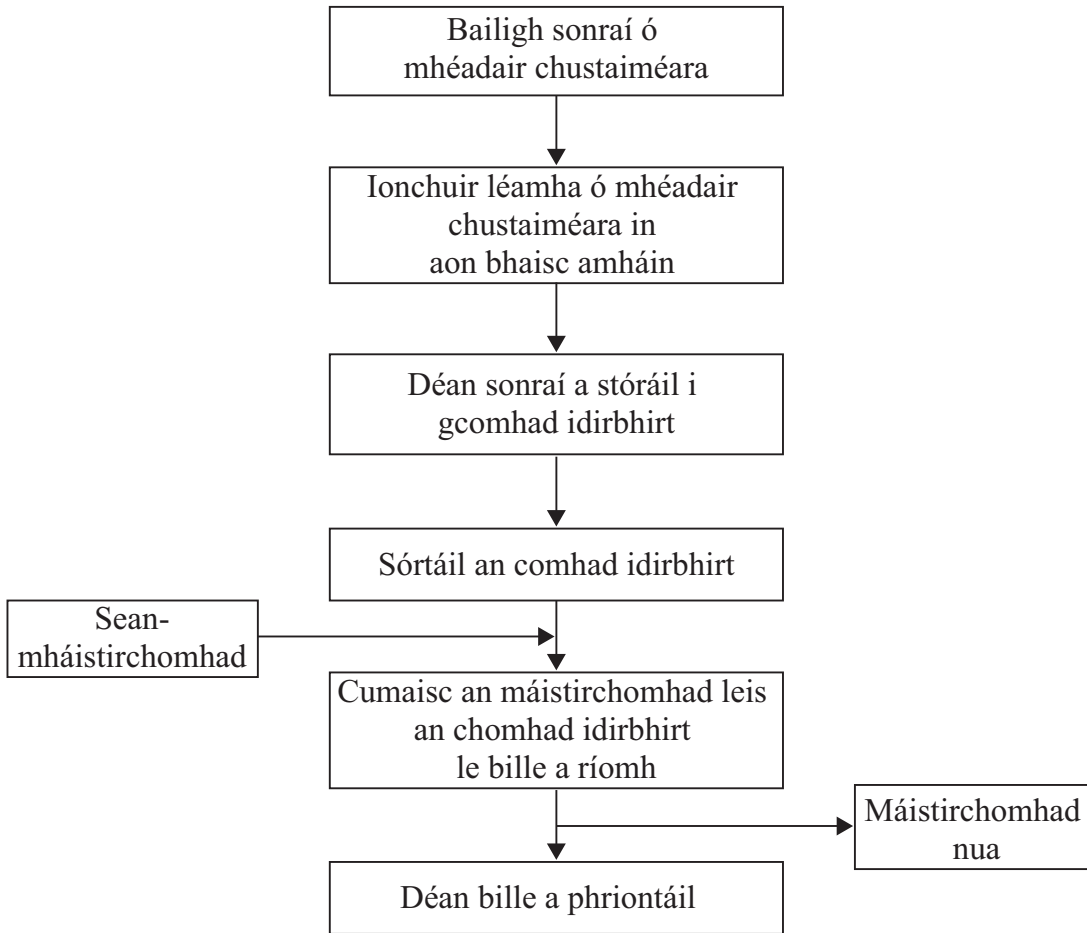 Bailigh sonraí ó
mhéadair chustaiméara
Ionchuir léamha ó mhéadair
chustaiméara in
aon bhaisc amháin
Déan sonraí a stóráil i
gcomhad idirbhirt
Sórtáil an comhad idirbhirt
Sean-
mháistirchomhad
Cumaisc an máistirchomhad leis
an chomhad idirbhirt
le bille a ríomh
Máistirchomhad
nua
Déan bille a phriontáil